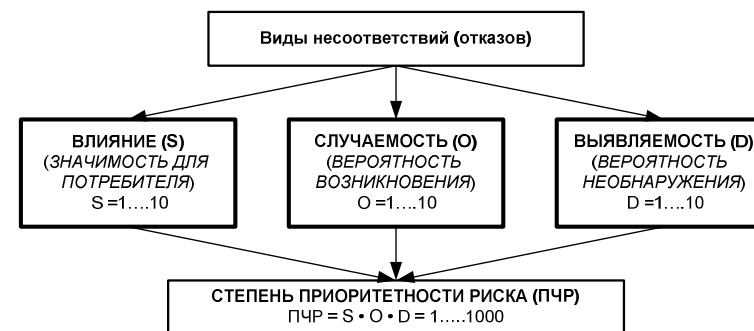 Виды несоответствий (отказов)
ВЛИЯНИЕ (S)
(ЗНАЧИМОСТЬ ДЛЯ
ПОТРЕБИТЕЛЯ)
S =1….10
СЛУЧАЕМОСТЬ (O)
(ВЕРОЯТНОСТЬ
ВОЗНИКНОВЕНИЯ)
O =1…10
ВЫЯВЛЯЕМОСТЬ (D)
(ВЕРОЯТНОСТЬ
НЕОБНАРУЖЕНИЯ)
D =1….10
СТЕПЕНЬ ПРИОРИТЕТНОСТИ РИСКА (ПЧР)
ПЧР = S • O • D = 1…..1000